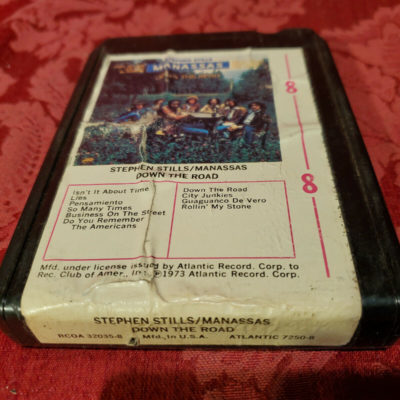 MANASSAS
8
8
STEPHEN STILLS/MANASSAS
DOWN THE ROAD
Isn't It About Time
Lies
Pensamiento
So Many Times
Business On The Street
Do You Remember
The Americans
Down The Road
City Junkies
Guaguanco De Vero
Rollin' My Stone
Mfd. under license issued by Atlantic Record. Corp. to
Rec. Club of Amer., In ℗1973 Atlantic Record. Corp.
STEPHEN STILLS/MANASSAS
DOWN THE ROAD
RCOA 32035-8 Mfd., In U.S.A. ATLANTIC 7250-8